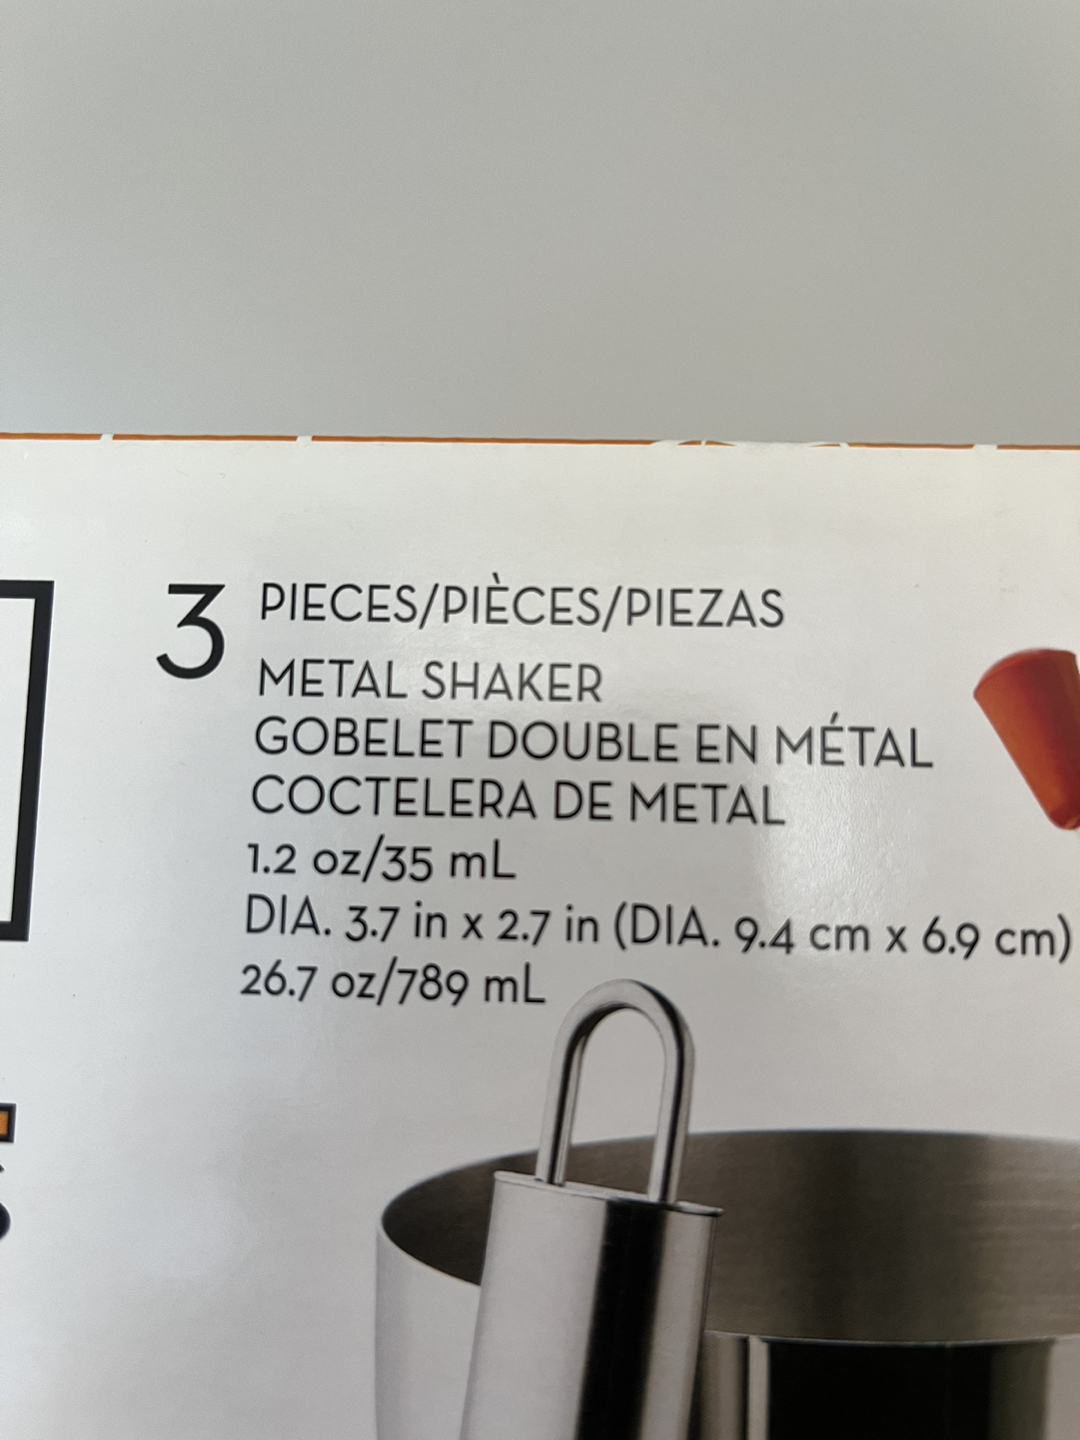 3 PIECES/PIÈCES/PIEZAS
METAL SHAKER
GOBELET DOUBLE EN MÉTAL
COCTELERA DE METAL
1.2 oz/35 mL
DIA. 3.7 in x 2.7 in (DIA. 9.4 cm x 6.9 cm)
26.7 oz/789 mL